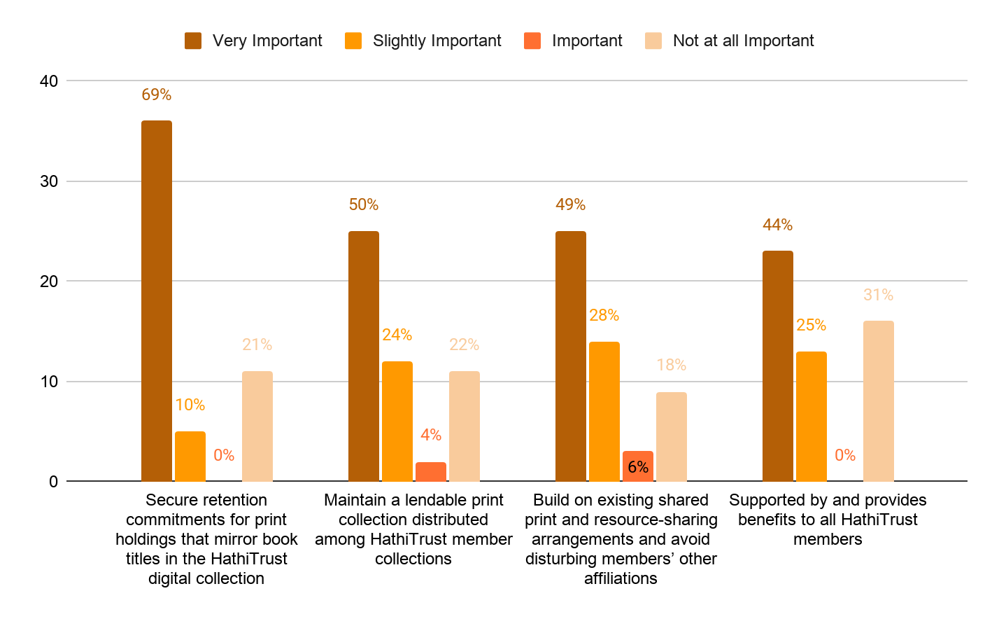 Very Important
Slightly Important
Important
Not at all Important
40
30
20
10
0
69%
10%
0%
21%
50%
24%
4%
22%
49%
28%
6%
18%
44%
25%
0%
31%
Secure retention
commitments for print
holdings that mirror book
titles in the HathiTrust
digital collection
Maintain a lendable print
collection distributed
among HathiTrust member
collections
Build on existing shared
print and resource-sharing
arrangements and avoid
disturbing members’ other
affiliations
Supported by and provides
benefits to all HathiTrust
members